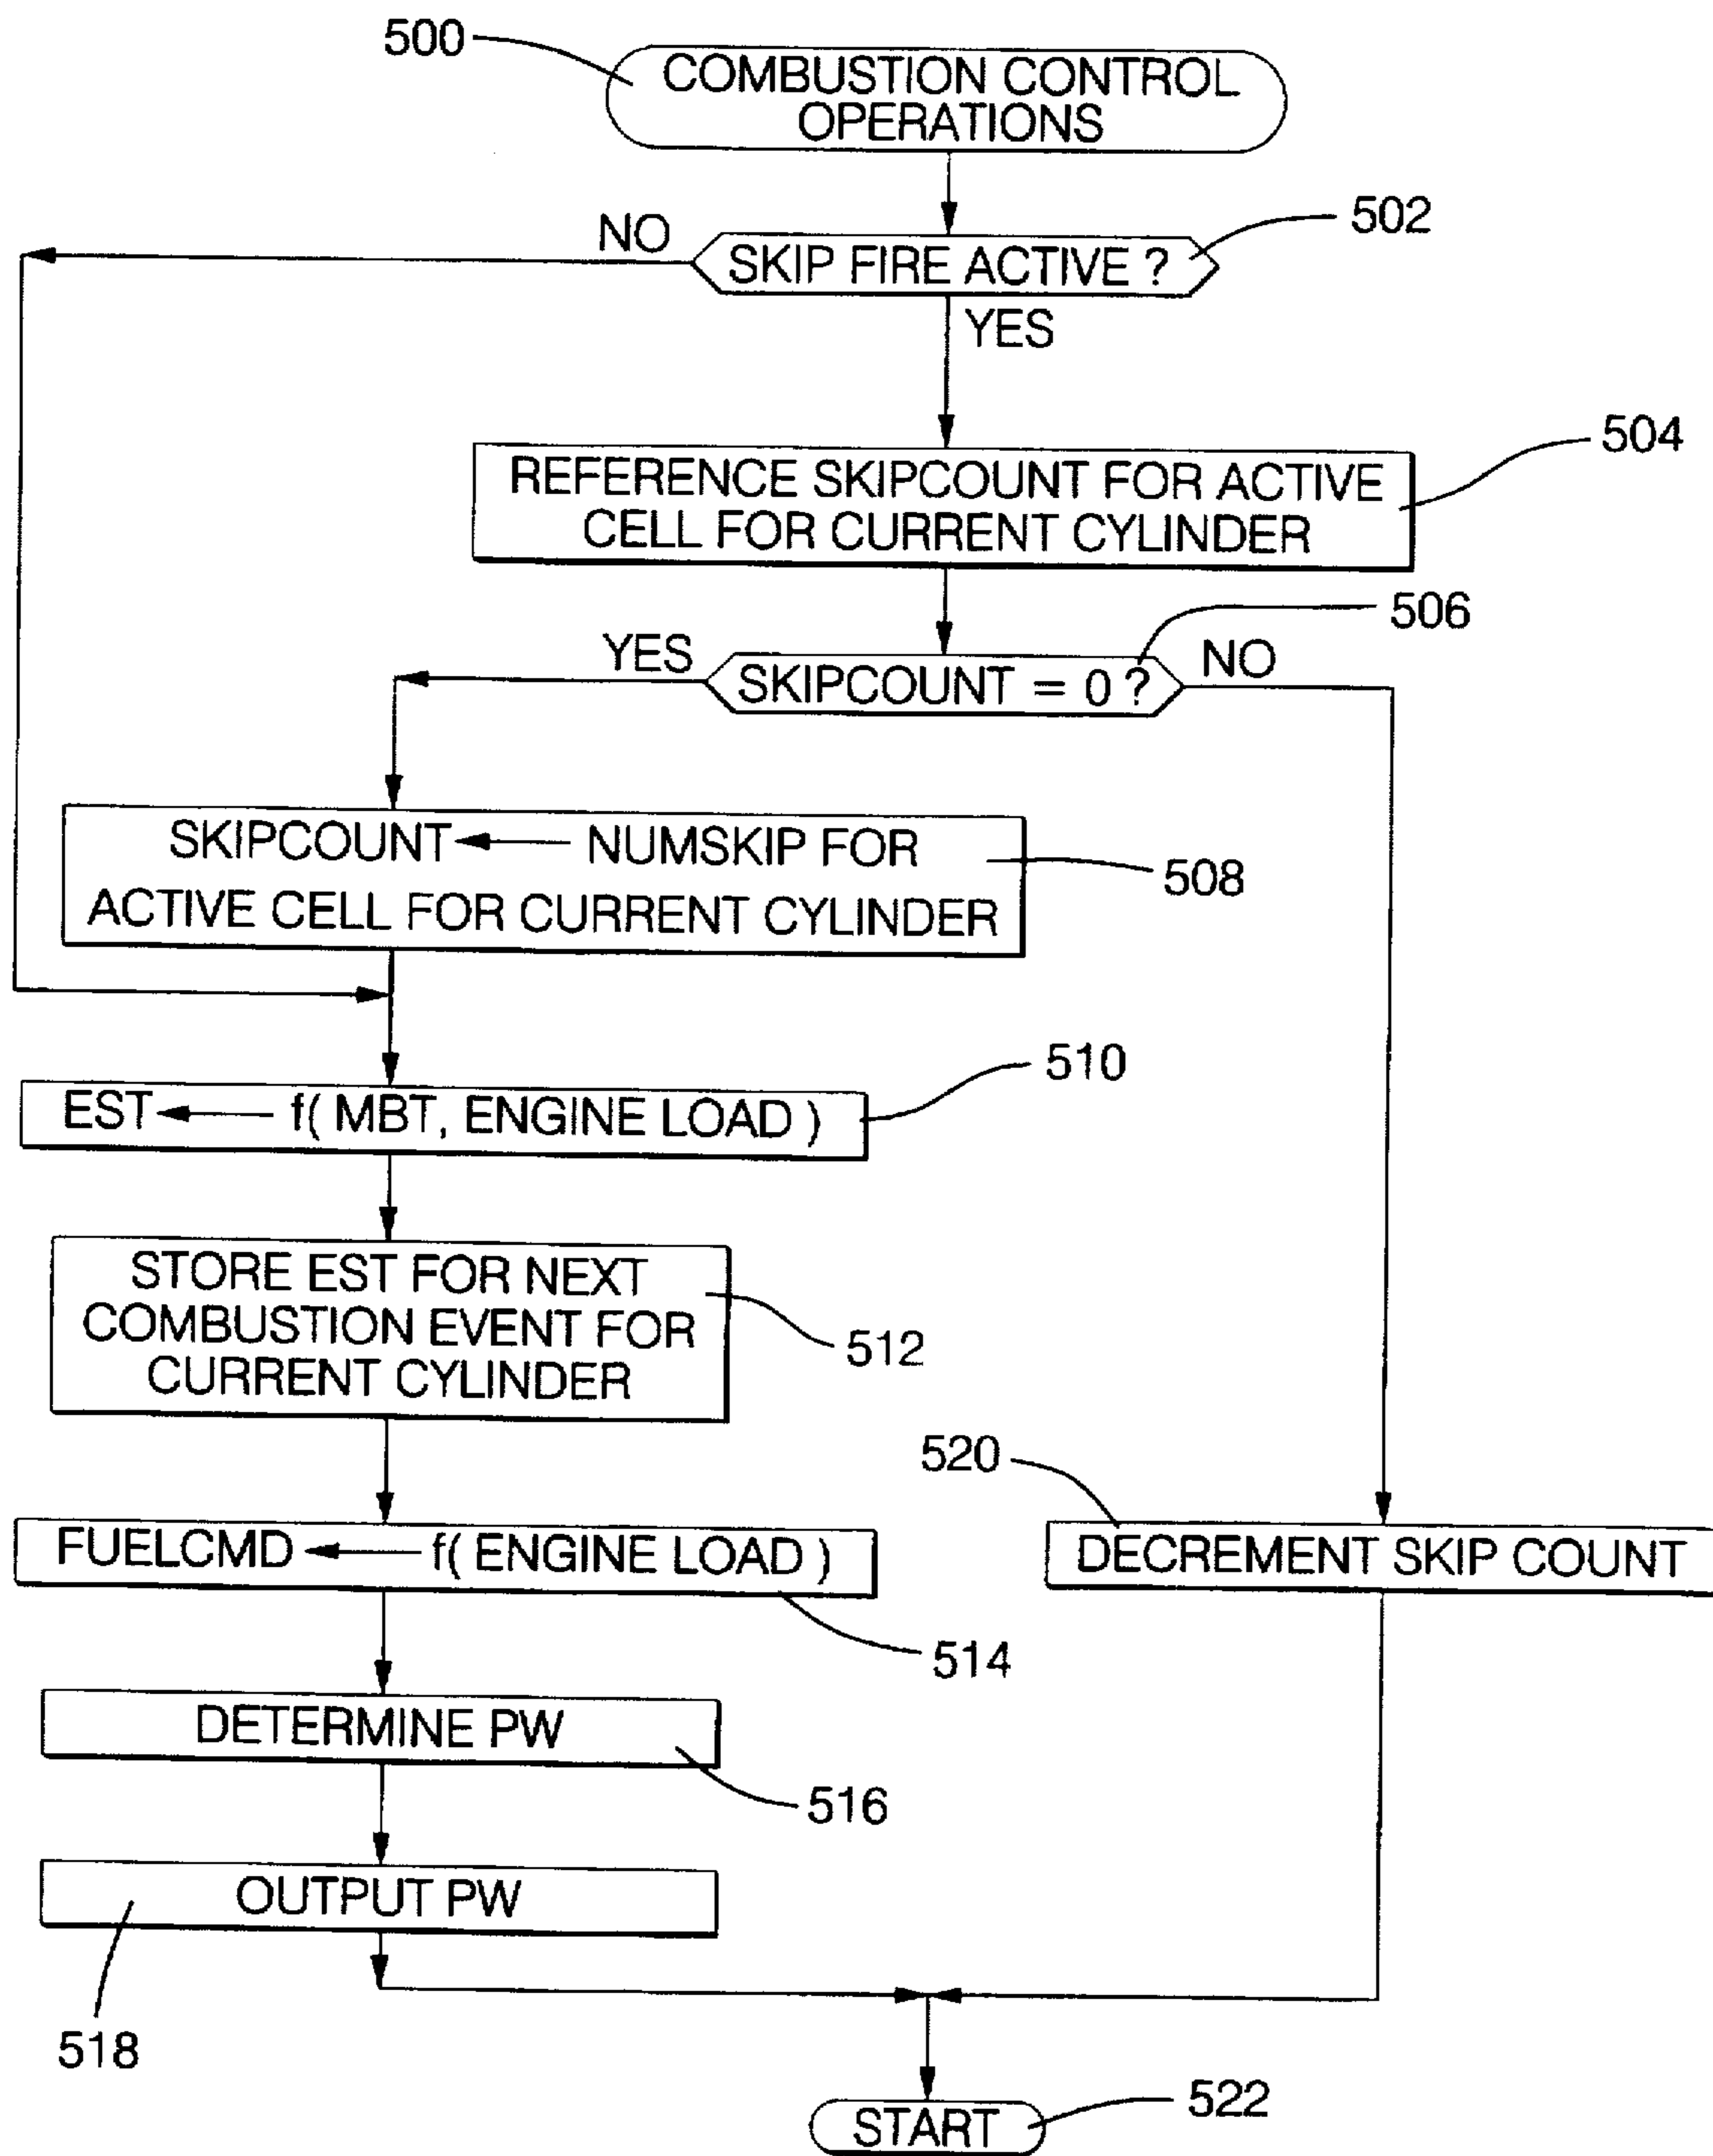 500
COMBUSTION CONTROL
OPERATIONS
502
NO
SKIP FIRE ACTIVE ?
YES
504
REFERENCE SKIPCOUNT FOR ACTIVE
CELL FOR CURRENT CYLINDER
506
YES
SKIPCOUNT = 0 ?
NO
SKIPCOUNT ← NUMSKIP FOR
ACTIVE CELL FOR CURRENT CYLINDER
508
510
EST ← f( MBT, ENGINE LOAD )
STORE EST FOR NEXT
COMBUSTION EVENT FOR
CURRENT CYLINDER
512
520
FUELCMD ← f( ENGINE LOAD )
DECREMENT SKIP COUNT
514
DETERMINE PW
516
OUTPUT PW
518
522
START